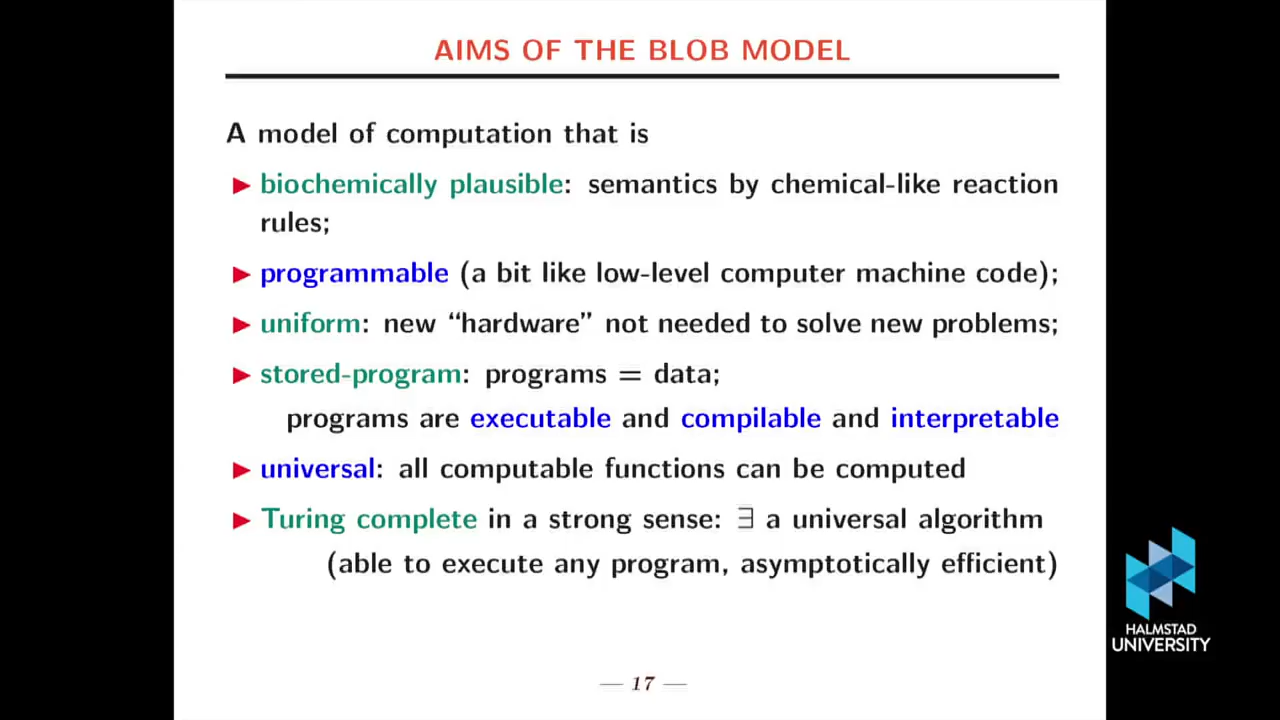 AIMS OF THE BLOB MODEL
A model of computation that is
▶ biochemically plausible: semantics by chemical-like reaction
rules;
▶ programmable (a bit like low-level computer machine code);
▶ uniform: new “hardware” not needed to solve new problems;
▶ stored-program: programs = data;
programs are executable and compilable and interpretable
▶ universal: all computable functions can be computed
▶ Turing complete in a strong sense: ∃ a universal algorithm
(able to execute any program, asymptotically efficient)
— 17 —
HALMSTAD
UNIVERSITY